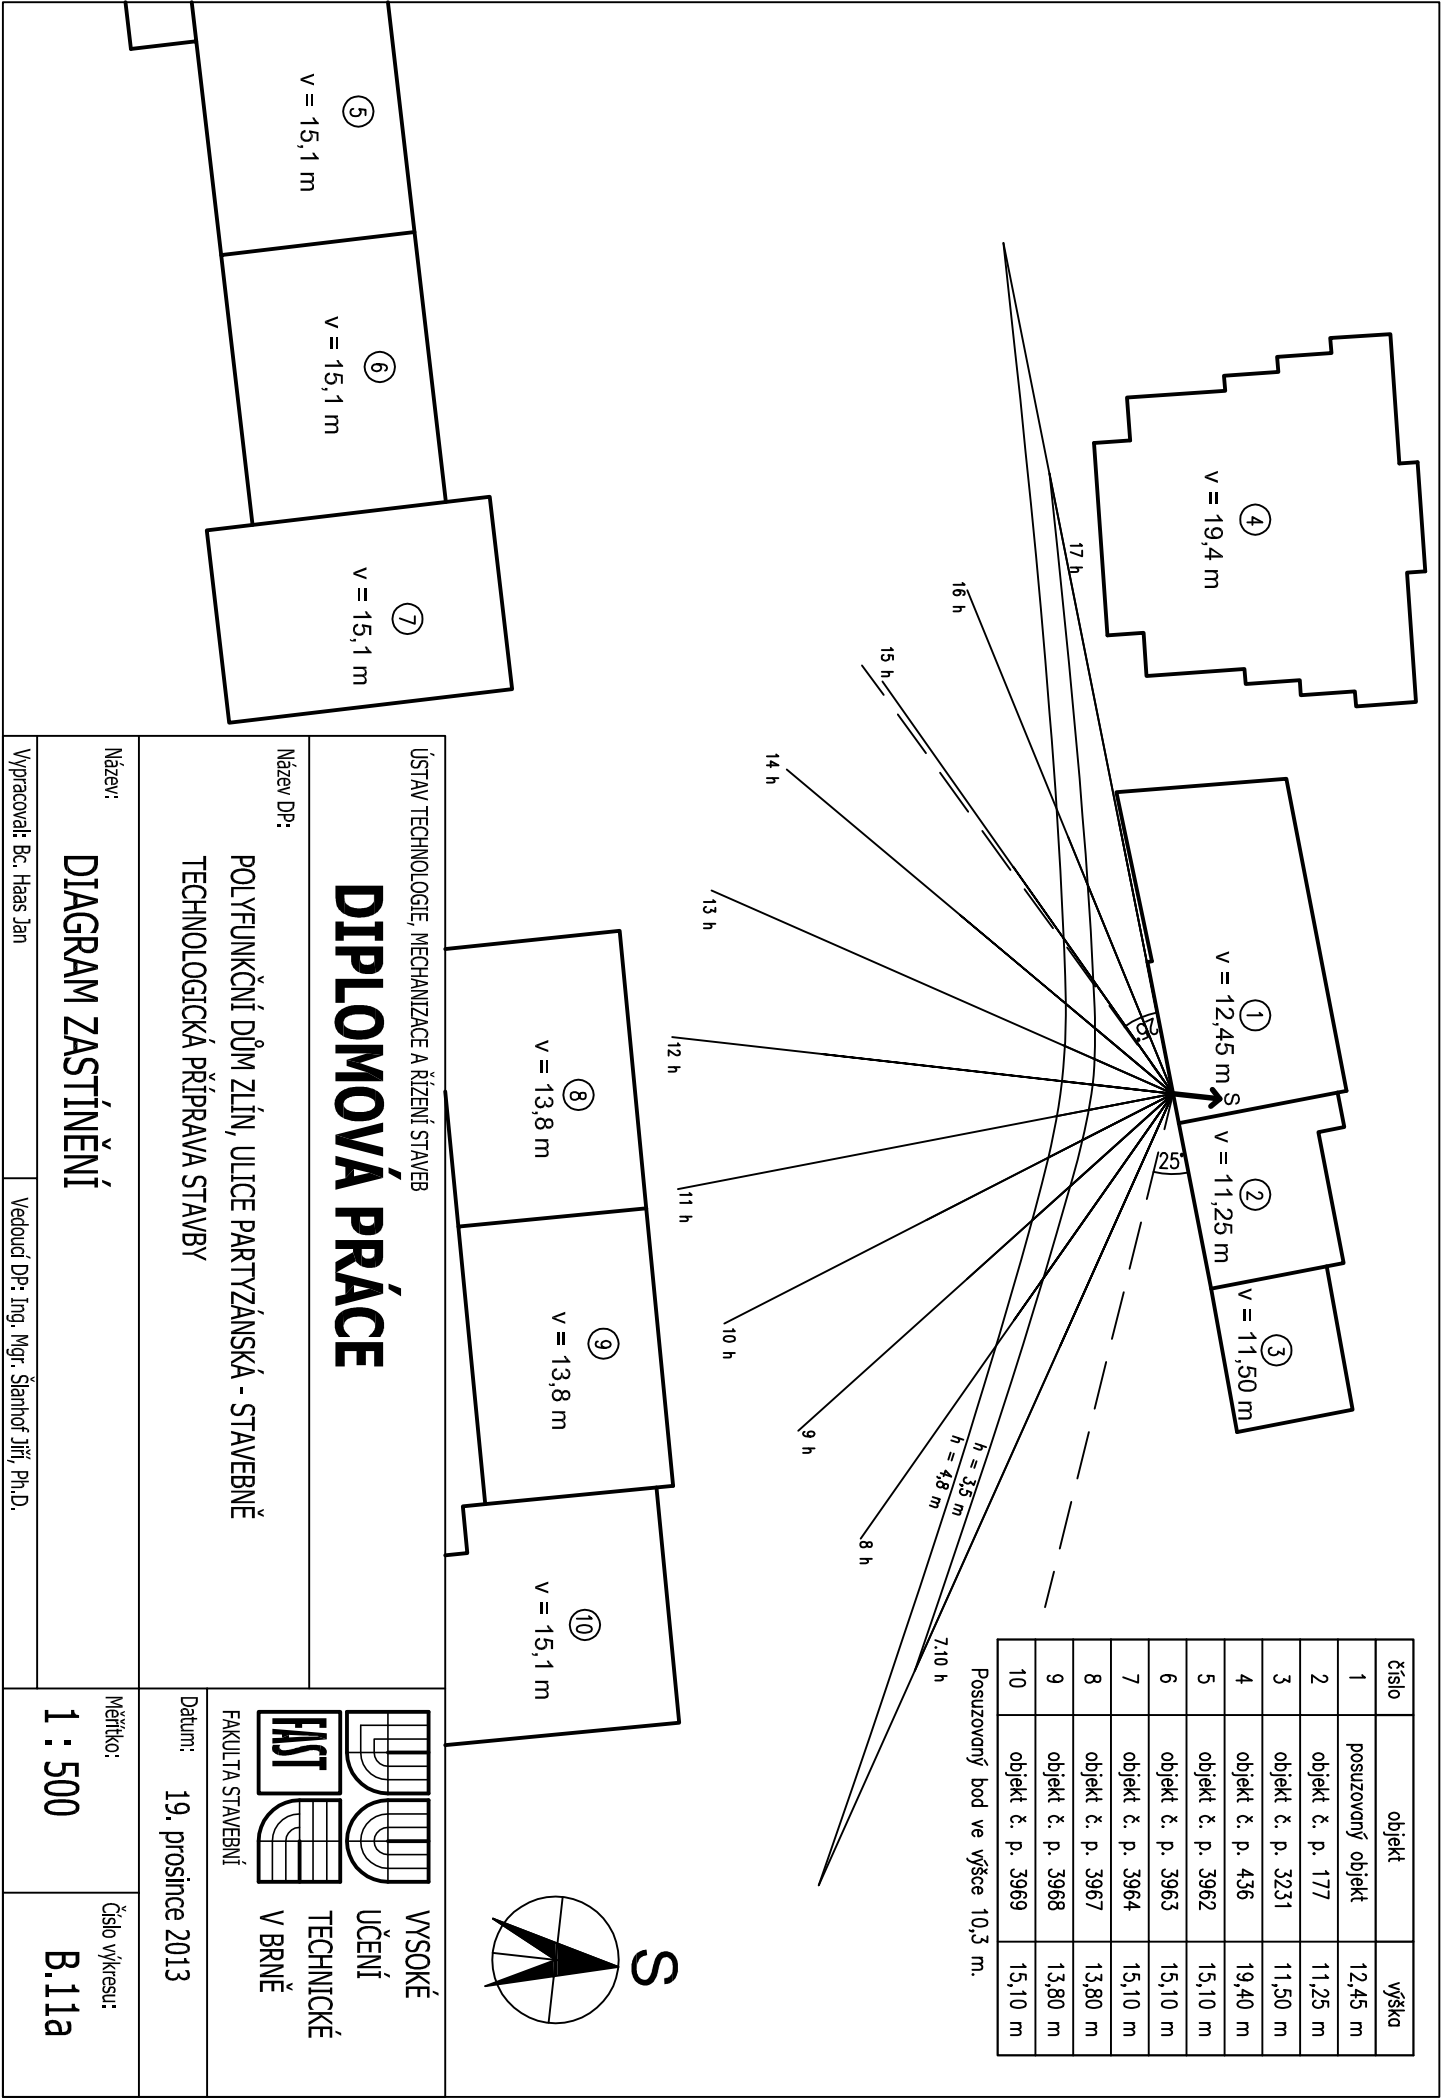 číslo objekt výška
1 posuzovaný objekt 12,45 m
2 objekt č. p. 177 11,25 m
3 objekt č. p. 3231 11,50 m
4 objekt č. p. 436 19,40 m
5 objekt č. p. 3962 15,10 m
6 objekt č. p. 3963 15,10 m
7 objekt č. p. 3964 15,10 m
8 objekt č. p. 3967 13,80 m
9 objekt č. p. 3968 13,80 m
10 objekt č. p. 3969 15,10 m
Posuzovaný bod ve výšce 10,3 m.
4
v = 19,4 m
1
v = 12,45 m
S
2
v = 11,25 m
3
v = 11,50 m
25°
25°
17 h
16 h
15 h
14 h
13 h
12 h
11 h
10 h
9 h
8 h
7.10 h
h = 3,5 m
h = 4,8 m
5
v = 15,1 m
6
v = 15,1 m
7
v = 15,1 m
8
v = 13,8 m
9
v = 13,8 m
10
v = 15,1 m
S
ÚSTAV TECHNOLOGIE, MECHANIZACE A ŘÍZENÍ STAVEB
DIPLOMOVÁ PRÁCE
Název DP:
POLYFUNKČNÍ DŮM ZLÍN, ULICE PARTYZÁNSKÁ - STAVEBNĚ
TECHNOLOGICKÁ PŘÍPRAVA STAVBY
Název:
DIAGRAM ZASTÍNĚNÍ
Vypracoval: Bc. Haas Jan
Vedoucí DP: Ing. Mgr. Šlanhof Jiří, Ph.D.
FAST
VYSOKÉ
UČENÍ
TECHNICKÉ
V BRNĚ
FAKULTA STAVEBNÍ
Datum:
19. prosince 2013
Měřítko:
1 : 500
Číslo výkresu:
B.11a